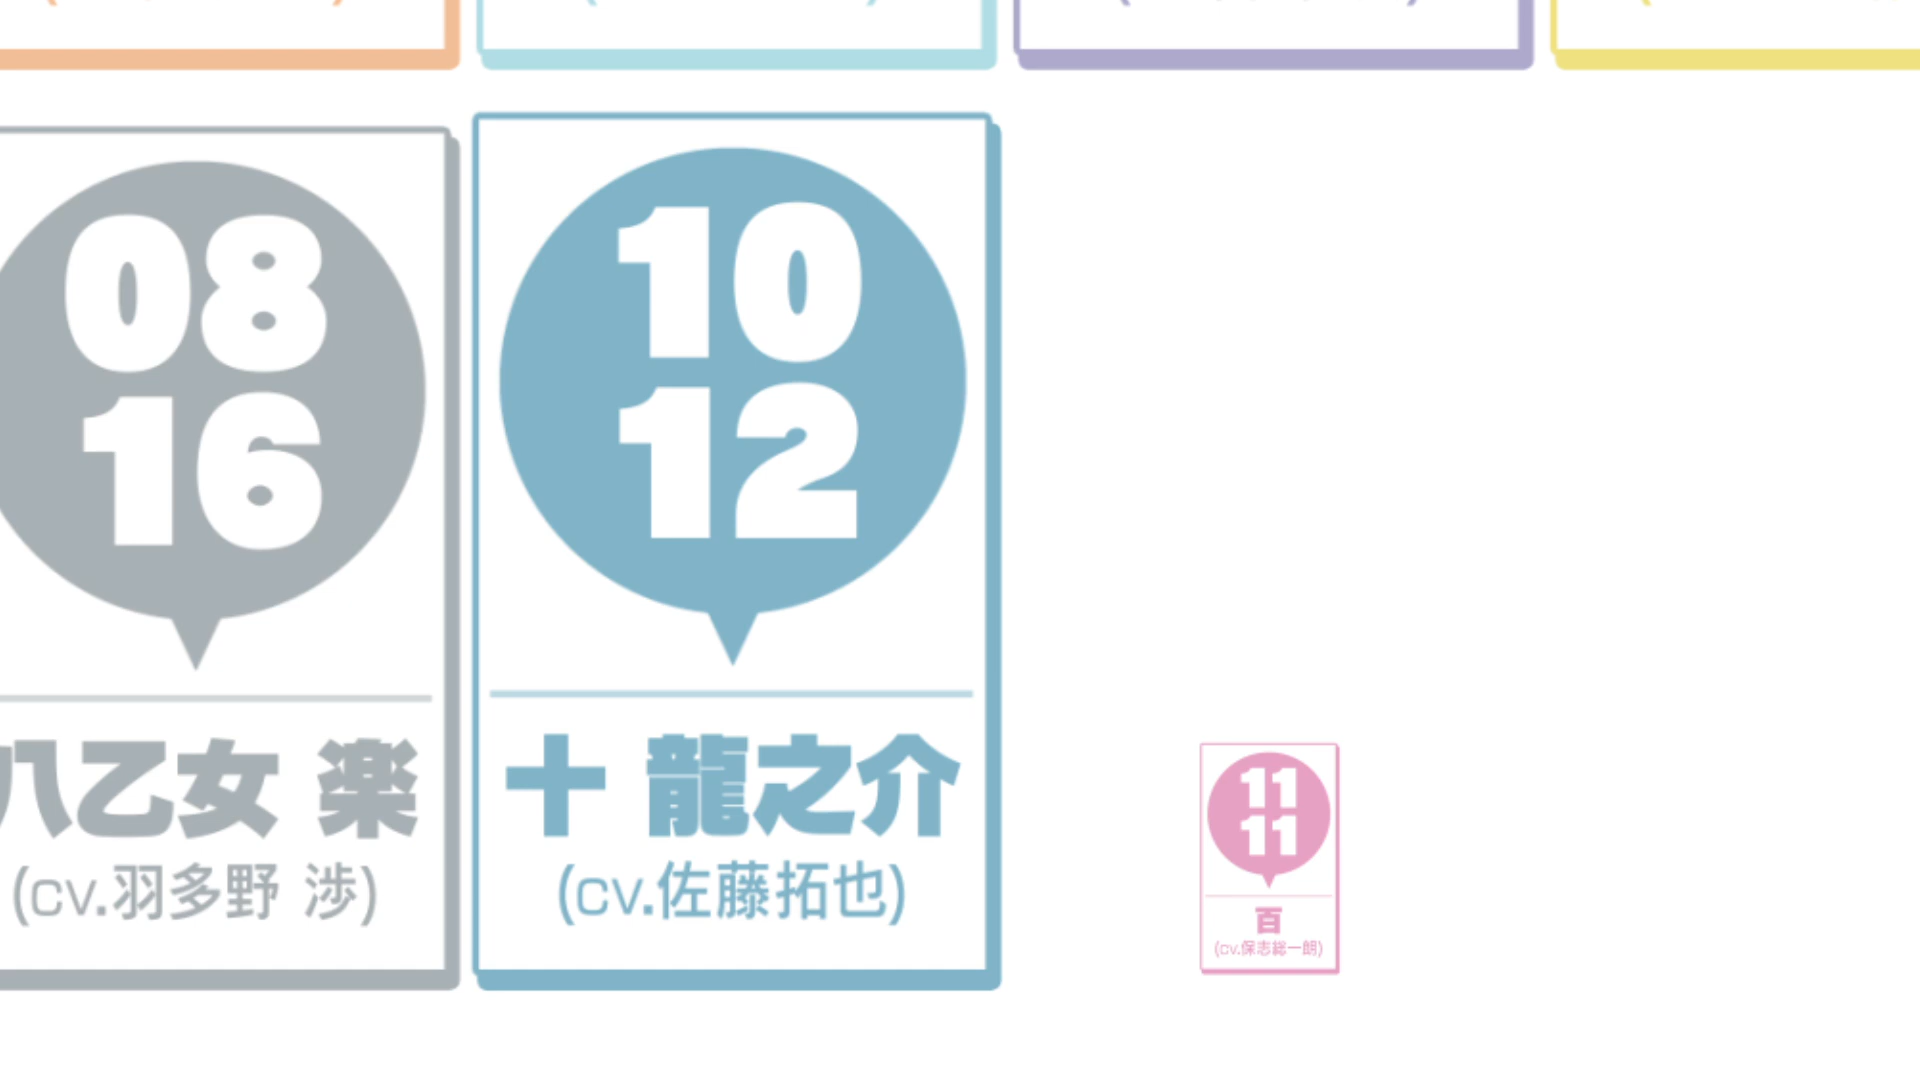 08
16
八乙女 楽
(cv.羽多野 渉)
10
12
十 龍之介
(cv.佐藤拓也)
11
11
百
(cv.保志総一朗)